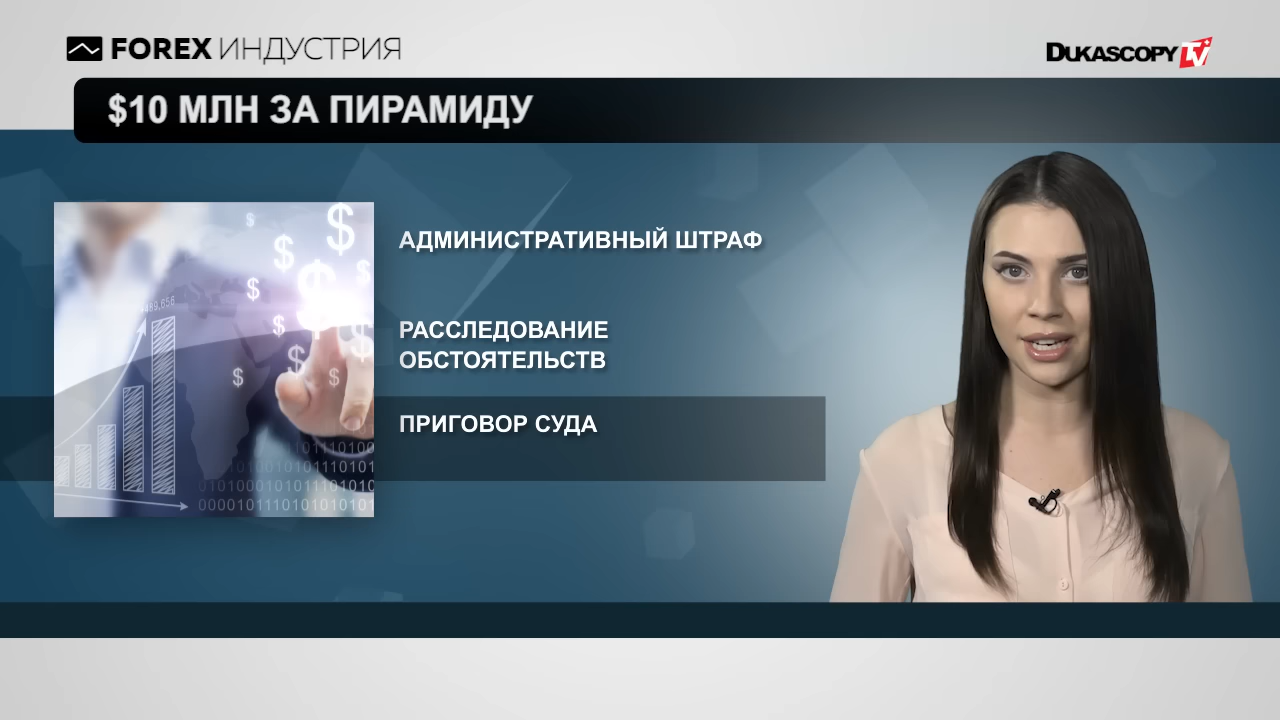 FOREX ИНДУСТРИЯ
DUKASCOPY TV
$10 МЛН ЗА ПИРАМИДУ
АДМИНИСТРАТИВНЫЙ ШТРАФ
РАССЛЕДОВАНИЕ
ОБСТОЯТЕЛЬСТВ
ПРИГОВОР СУДА